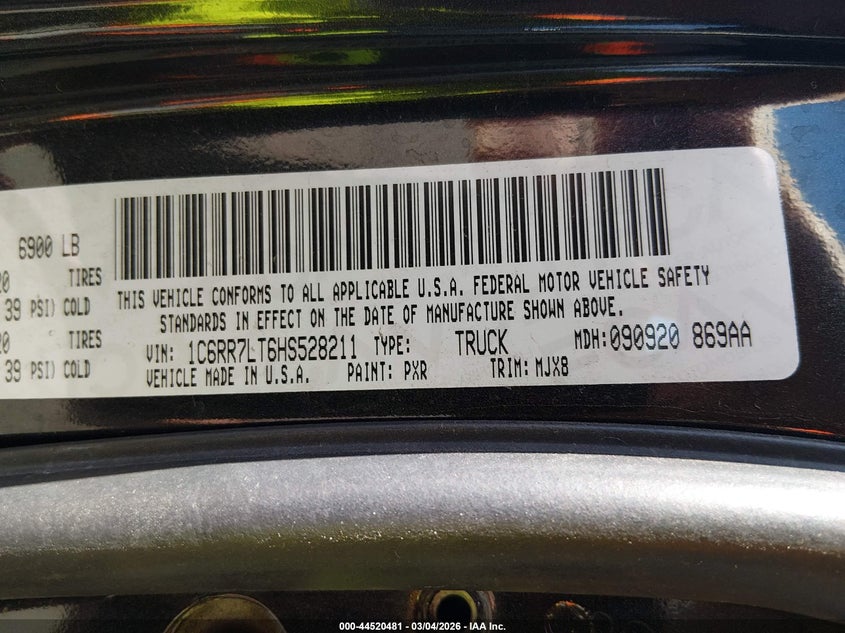 6900 LB
20 TIRES
39 PSI) COLD
20 TIRES
39 PSI) COLD
THIS VEHICLE CONFORMS TO ALL APPLICABLE U.S.A. FEDERAL MOTOR VEHICLE SAFETY
STANDARDS IN EFFECT ON THE DATE OF MANUFACTURE SHOWN ABOVE.
VIN: 1C6RR7LT6HS528211 TYPE: TRUCK MDH:090920 869AA
VEHICLE MADE IN U.S.A. PAINT: PXR TRIM: MJX8
000-44520481 - 03/04/2026 - IAA Inc.